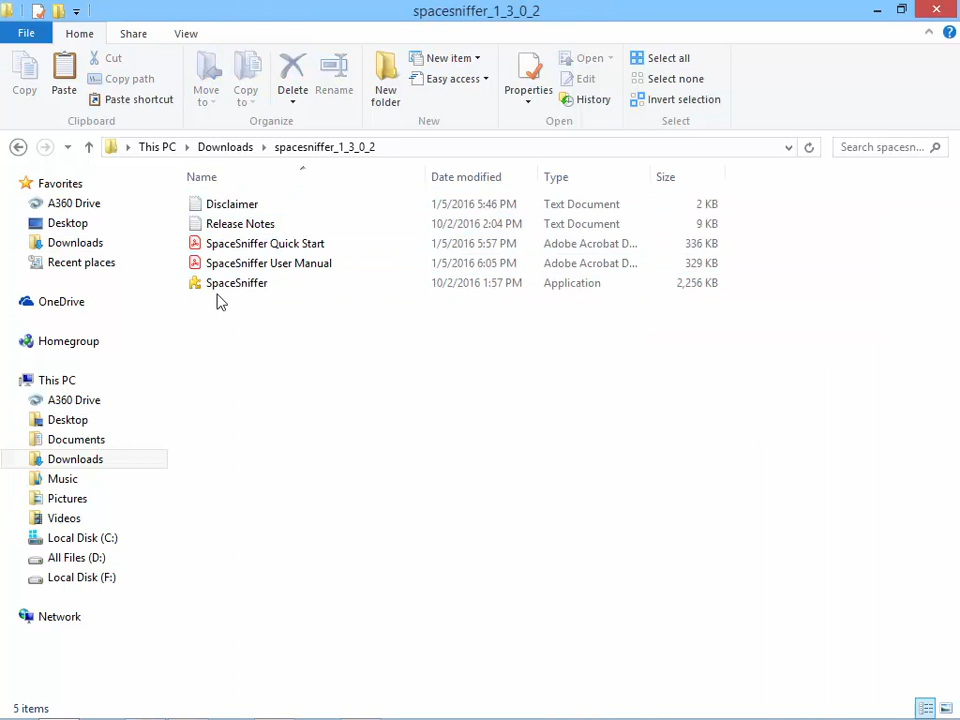 spacesniffer_1_3_0_2
File Home Share View
Copy
Paste
Cut
Copy path
Paste shortcut
Clipboard
Move to
Copy to
Delete
Rename
Organize
New folder
New item
Easy access
New
Properties
Open
Edit
History
Open
Select all
Select none
Invert selection
Select
This PC Downloads spacesniffer_1_3_0_2
Search spacesn...
Name Date modified Type Size
Disclaimer 1/5/2016 5:46 PM Text Document 2 KB
Release Notes 10/2/2016 2:04 PM Text Document 9 KB
SpaceSniffer Quick Start 1/5/2016 5:57 PM Adobe Acrobat D... 336 KB
SpaceSniffer User Manual 1/5/2016 6:05 PM Adobe Acrobat D... 329 KB
SpaceSniffer 10/2/2016 1:57 PM Application 2,256 KB
Favorites
A360 Drive
Desktop
Downloads
Recent places
OneDrive
Homegroup
This PC
A360 Drive
Desktop
Documents
Downloads
Music
Pictures
Videos
Local Disk (C:)
All Files (D:)
Local Disk (F:)
Network
5 items